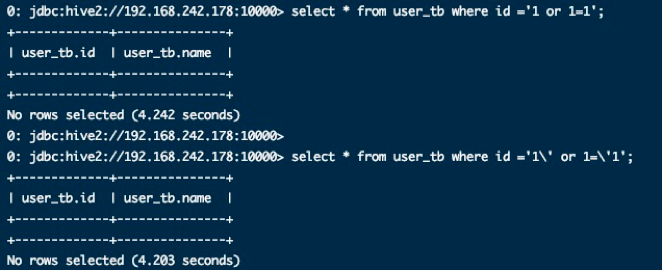 0: jdbc:hive2://192.168.242.178:10000> select * from user_tb where id ='1 or 1=1';
+-------------+---------------+
| user_tb.id  | user_tb.name  |
+-------------+---------------+
+-------------+---------------+
No rows selected (4.242 seconds)
0: jdbc:hive2://192.168.242.178:10000>
0: jdbc:hive2://192.168.242.178:10000> select * from user_tb where id ='1\' or 1=\'1';
+-------------+---------------+
| user_tb.id  | user_tb.name  |
+-------------+---------------+
+-------------+---------------+
No rows selected (4.203 seconds)